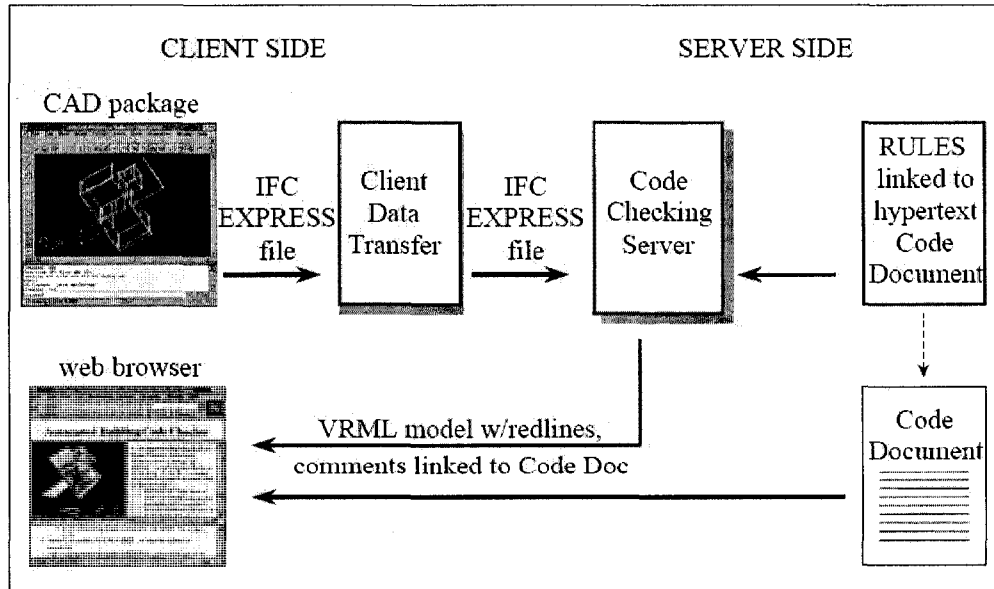 CLIENT SIDE
SERVER SIDE
CAD package
IFC
EXPRESS
file
Client
Data
Transfer
IFC
EXPRESS
file
Code
Checking
Server
RULES
linked to
hypertext
Code
Document
web browser
VRML model w/redlines,
comments linked to Code Doc
Code
Document